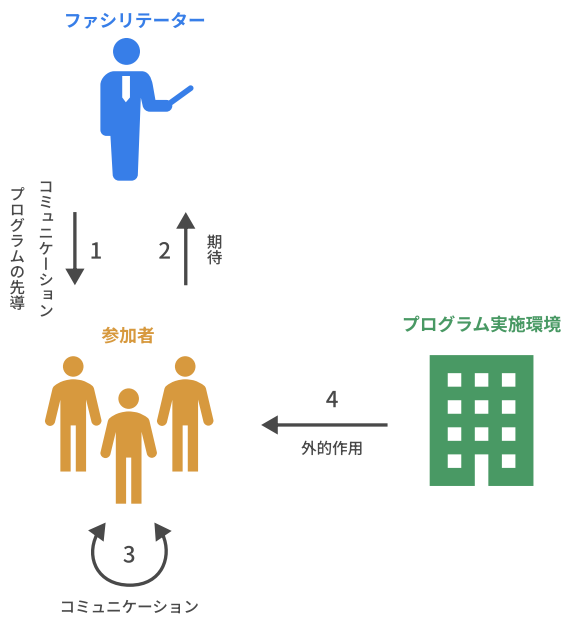 ファシリテーター
コミュニケーション
プログラムの先導
1
2
期待
参加者
プログラム実施環境
4
外的作用
3
コミュニケーション